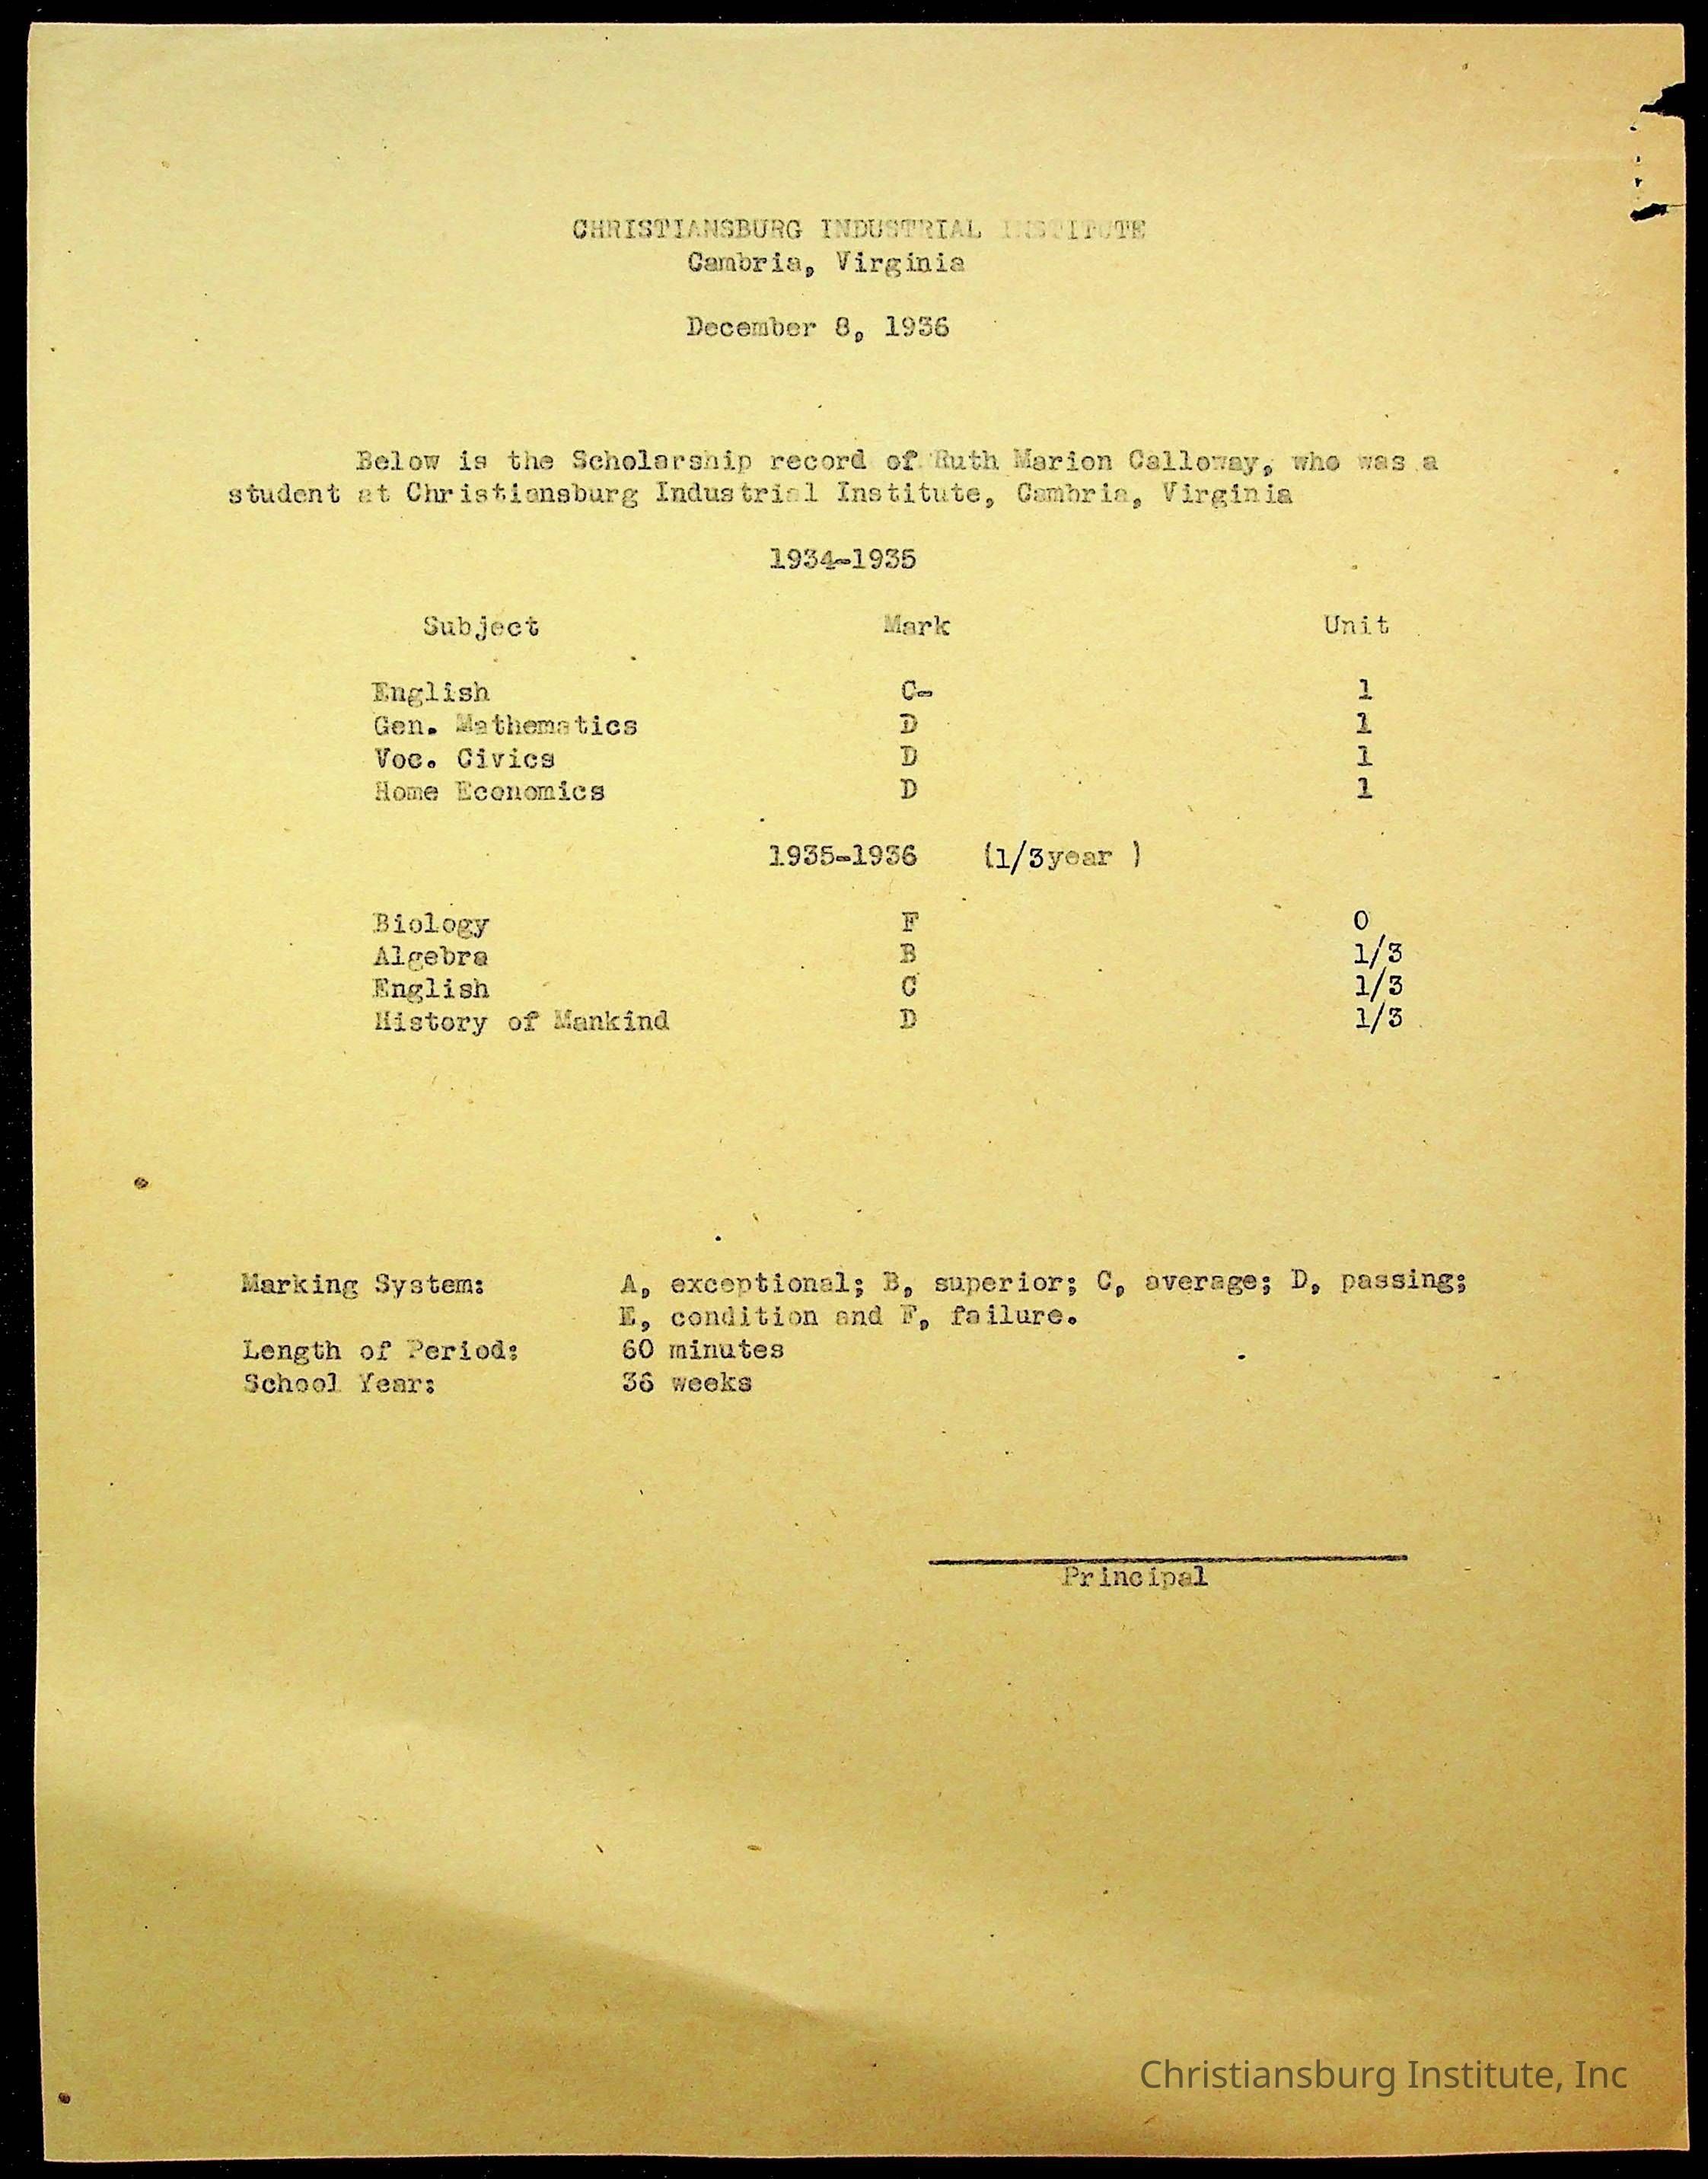 CHRISTIANSBURG INDUSTRIAL INSTITUTE
Cambria, Virginia
December 8, 1936
Below is the Scholarship record of Ruth Marion Calloway, who was a
student at Christiansburg Industrial Institute, Cambria, Virginia
1934-1935
Subject Mark Unit
English C- 1
Gen. Mathematics D 1
Voc. Civics D 1
Home Economics D 1
1935-1936 (1/3year )
Biology F 0
Algebra B 1/3
English C 1/3
History of Mankind D 1/3
Marking System: A, exceptional; B, superior; C, average; D, passing;
E, condition and F, failure.
Length of Period: 60 minutes
School Year: 36 weeks
Principal
Christiansburg Institute, Inc